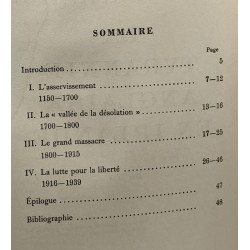 SOMMAIRE
Page
Introduction 5
I. L'asservissement 7—12
1150-1700
II. La « vallée de la désolation » 13—16
1700-1800
III. Le grand massacre 17—25
1800-1915
IV. La lutte pour la liberté 26—46
1916-1939
Épilogue 47
Bibliographie 48